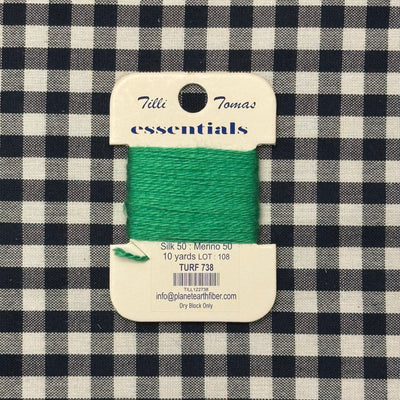 Tilli Tomas
essentials
Silk 50 : Merino 50
10 yards LOT : 108
TURF 738
TILL122738
info@planetearthfiber.com
Dry Block Only